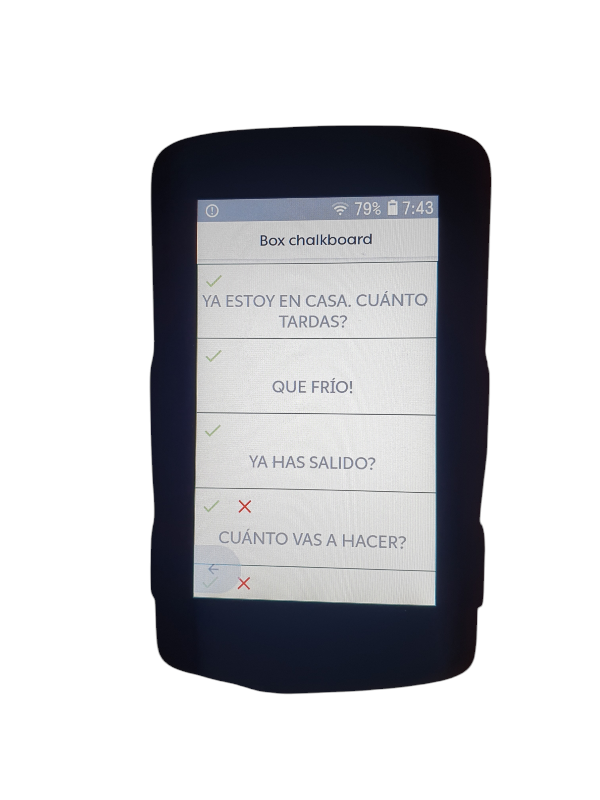 79% 7:43
Box chalkboard
YA ESTOY EN CASA. CUÁNTO
TARDAS?
QUE FRÍO!
YA HAS SALIDO?
CUÁNTO VAS A HACER?